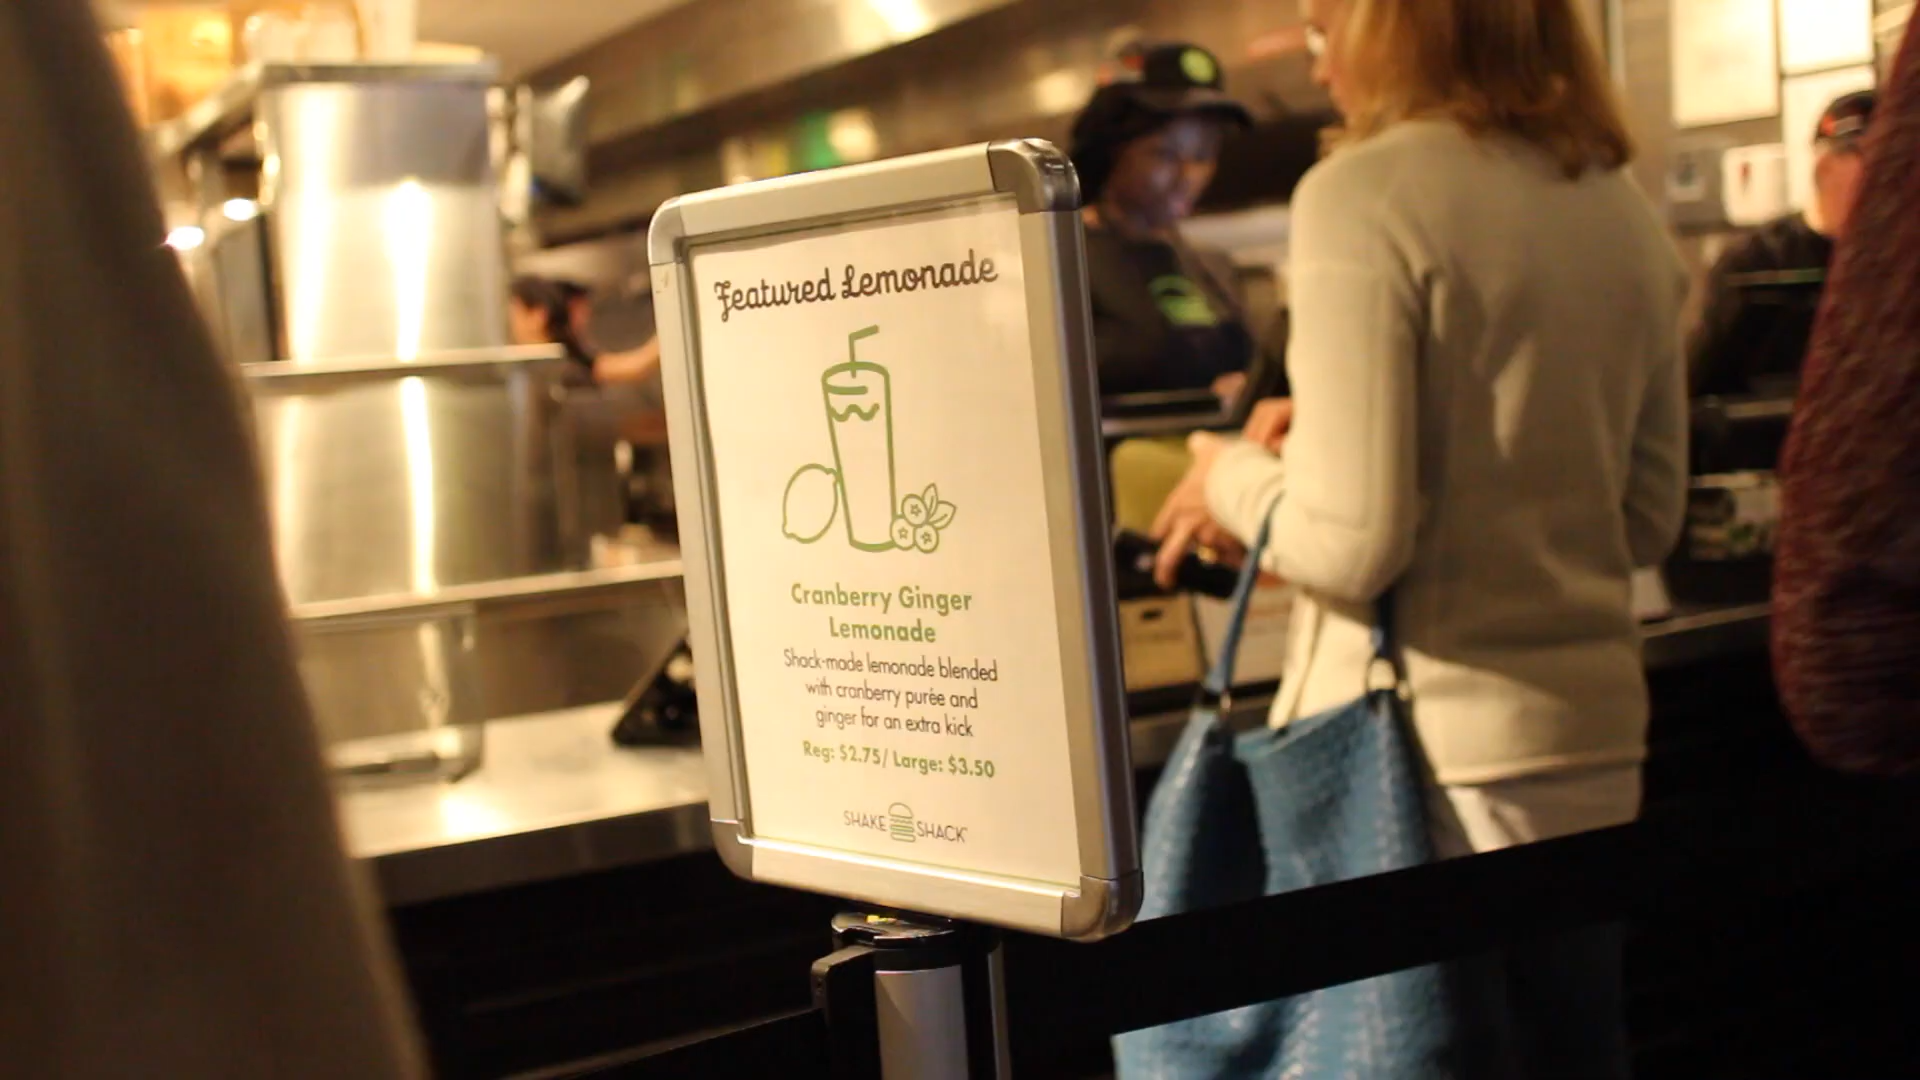 Featured Lemonade
Cranberry Ginger
Lemonade
Shack-made lemonade blended
with cranberry purée and
ginger for an extra kick
Reg: $2.75/ Large: $3.50
SHAKE SHACK